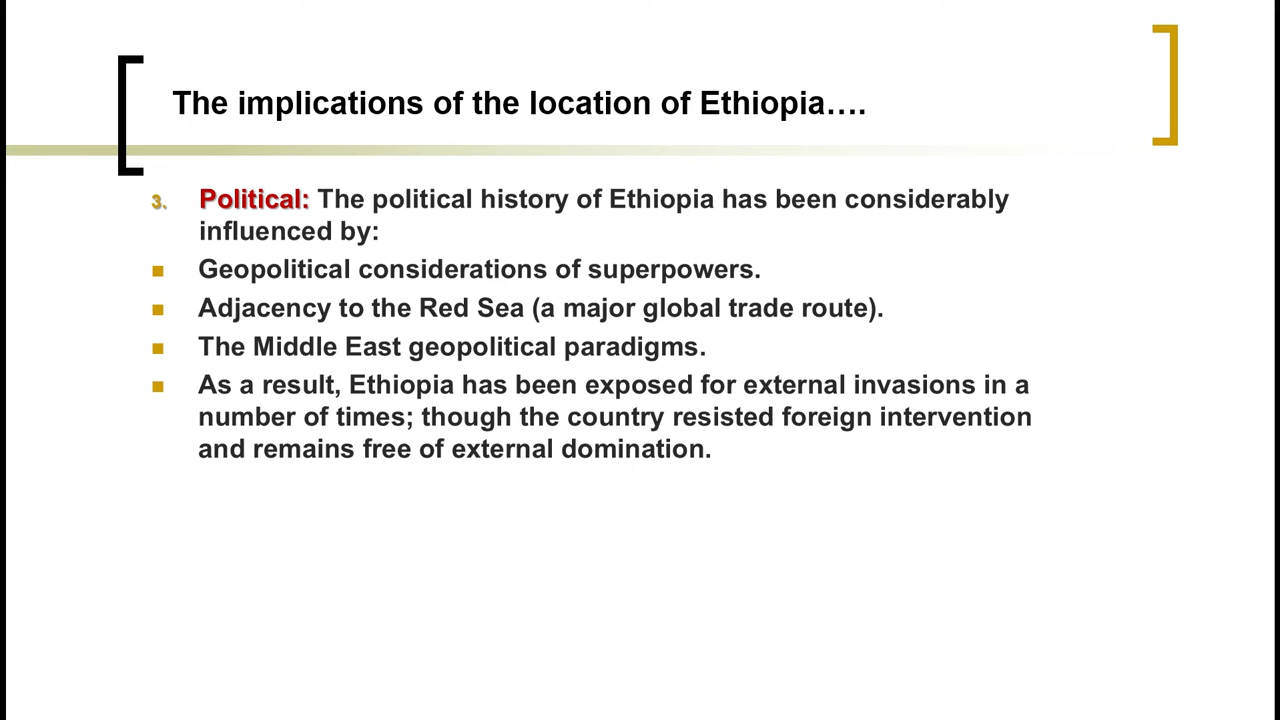 The implications of the location of Ethiopia….
3. Political: The political history of Ethiopia has been considerably
influenced by:
■ Geopolitical considerations of superpowers.
■ Adjacency to the Red Sea (a major global trade route).
■ The Middle East geopolitical paradigms.
■ As a result, Ethiopia has been exposed for external invasions in a
number of times; though the country resisted foreign intervention
and remains free of external domination.